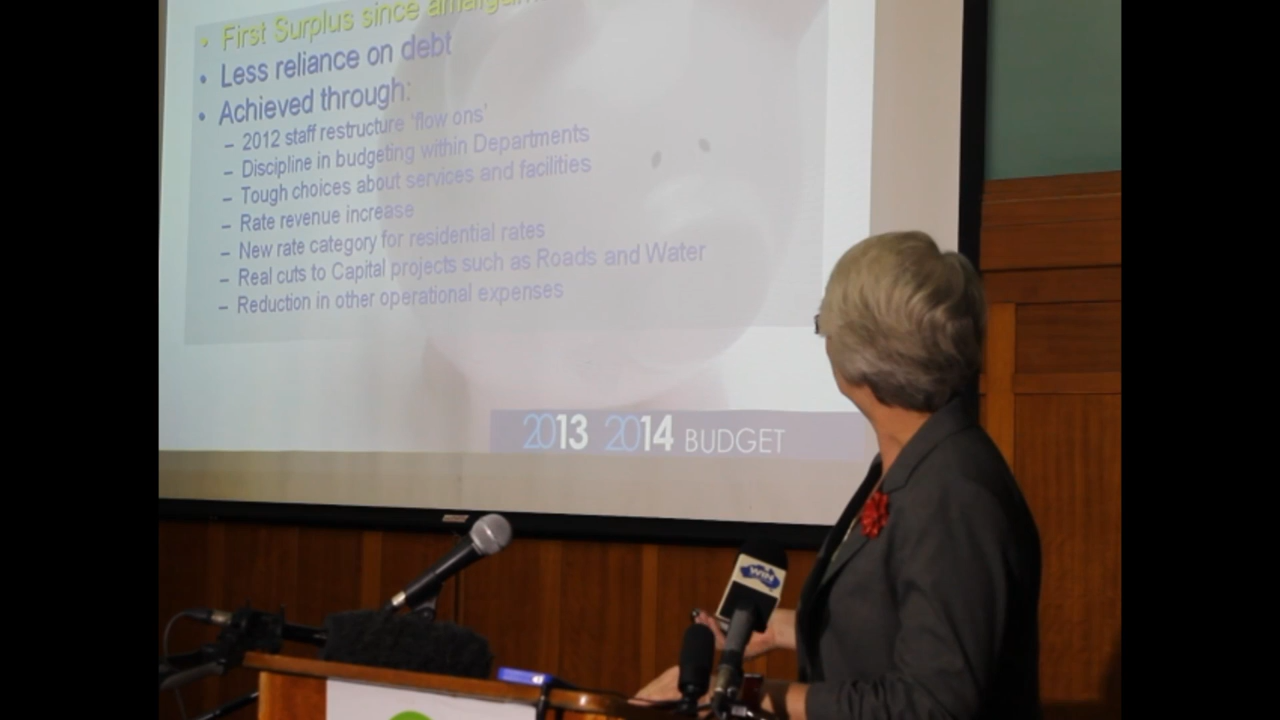 • First Surplus since
• Less reliance on debt
• Achieved through:
– 2012 staff restructure 'flow ons'
– Discipline in budgeting within Departments
– Tough choices about services and facilities
– Rate revenue increase
– New rate category for residential rates
– Real cuts to Capital projects such as Roads and Water
– Reduction in other operational expenses
2013 2014 BUDGET
WIN